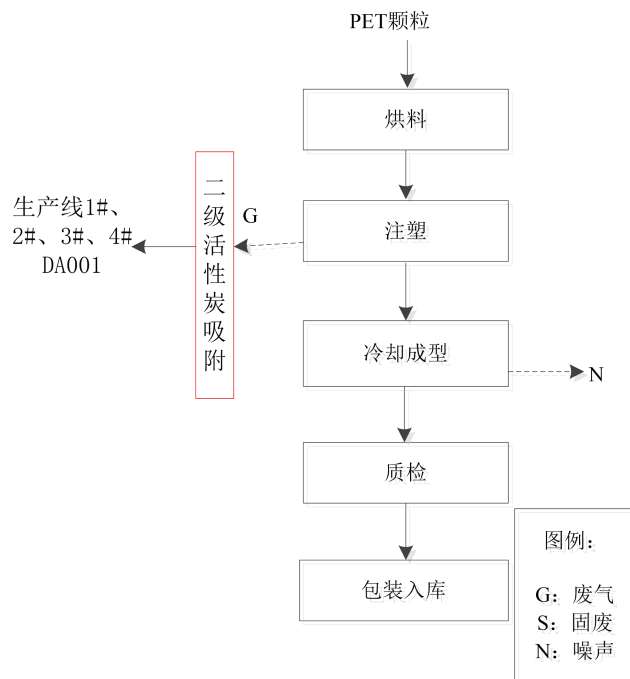 PET颗粒
烘料
二级活性炭吸附
G
生产线1#、
2#、3#、4#
DA001
注塑
冷却成型
N
质检
包装入库
图例：
G：废气
S：固废
N：噪声